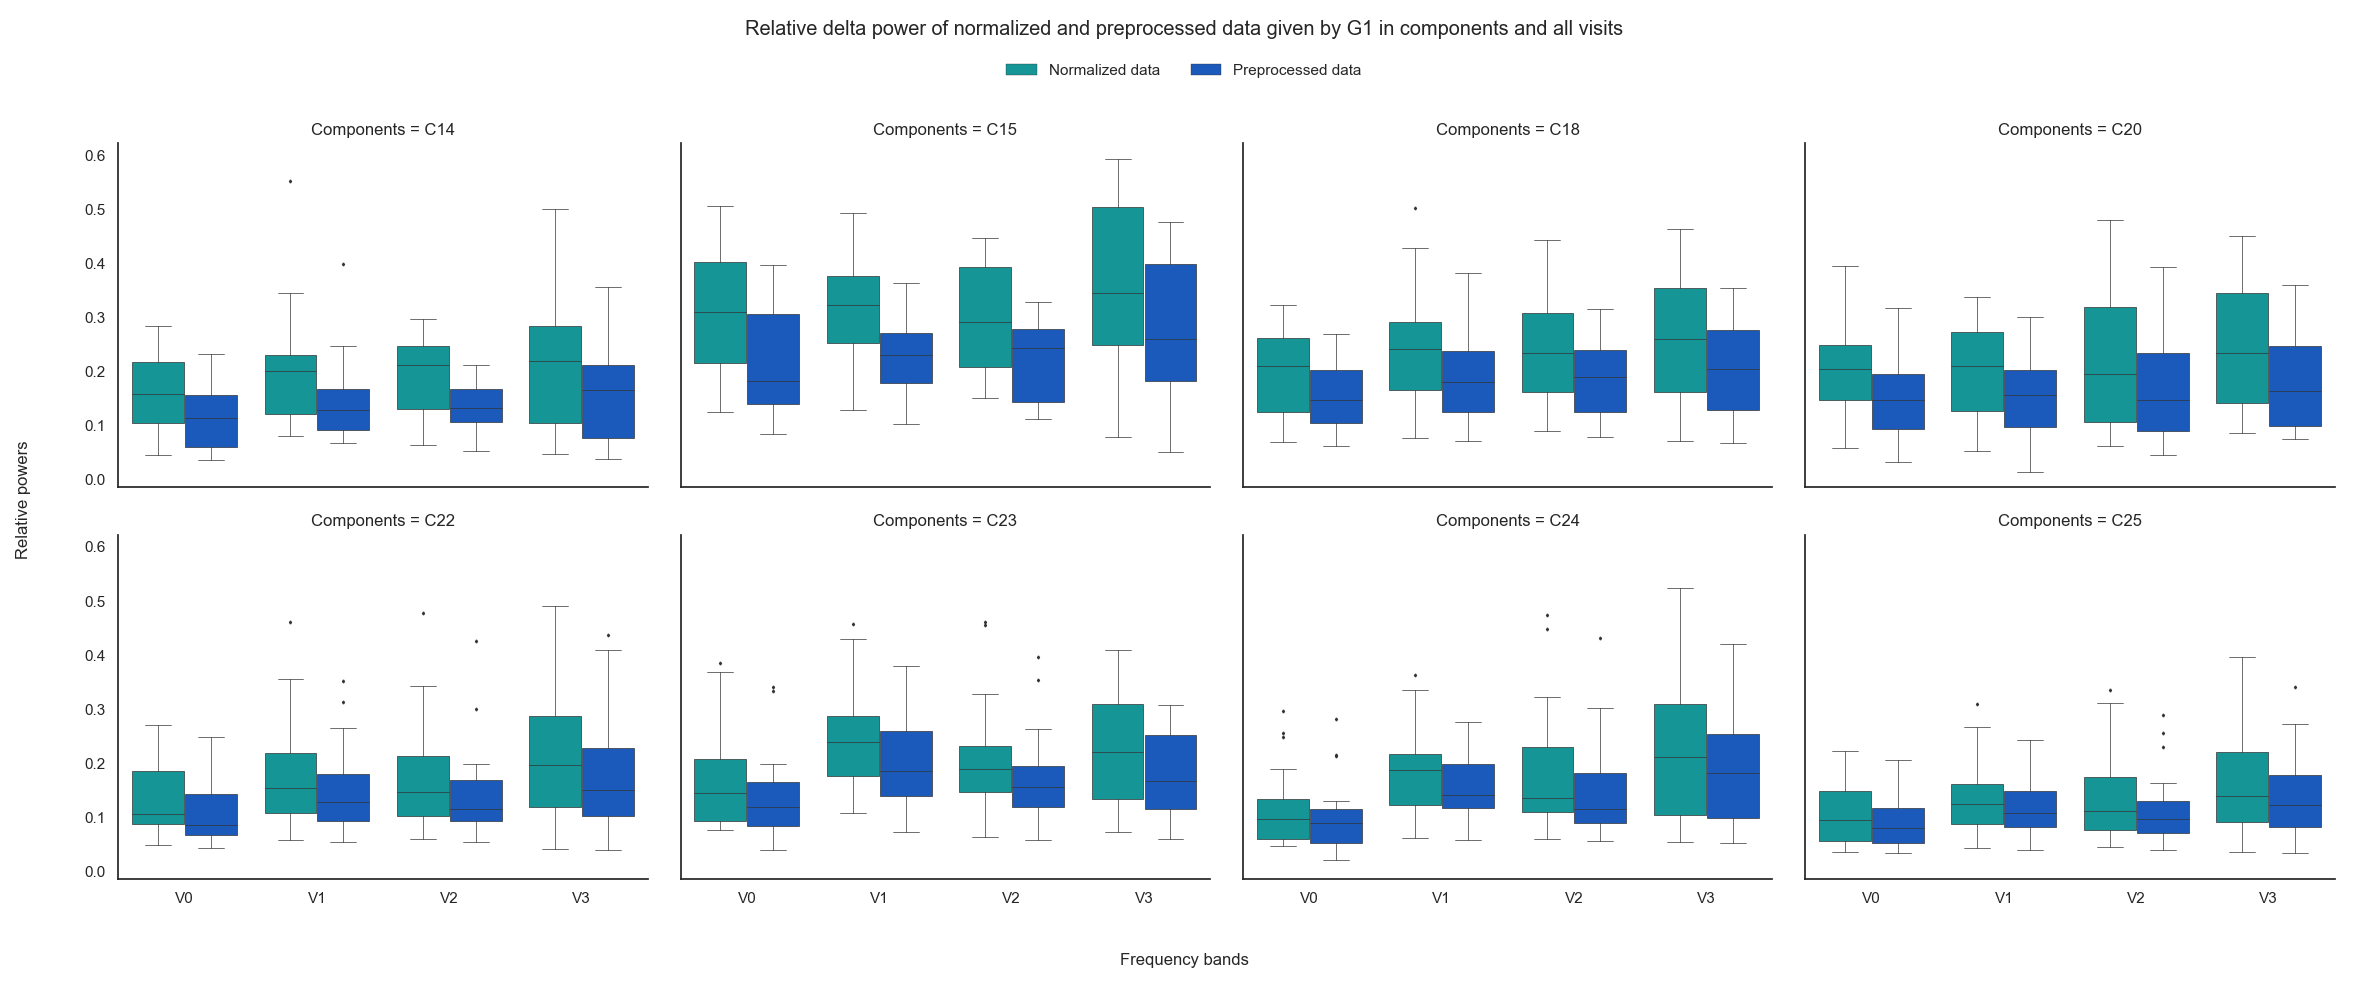 Relative delta power of normalized and preprocessed data given by G1 in components and all visits
Normalized data Preprocessed data
Components = C14 Components = C15 Components = C18 Components = C20
0.6
0.5
0.4
0.3
0.2
0.1
0.0
Relative powers
Components = C22 Components = C23 Components = C24 Components = C25
0.6
0.5
0.4
0.3
0.2
0.1
0.0
V0 V1 V2 V3 V0 V1 V2 V3 V0 V1 V2 V3 V0 V1 V2 V3
Frequency bands